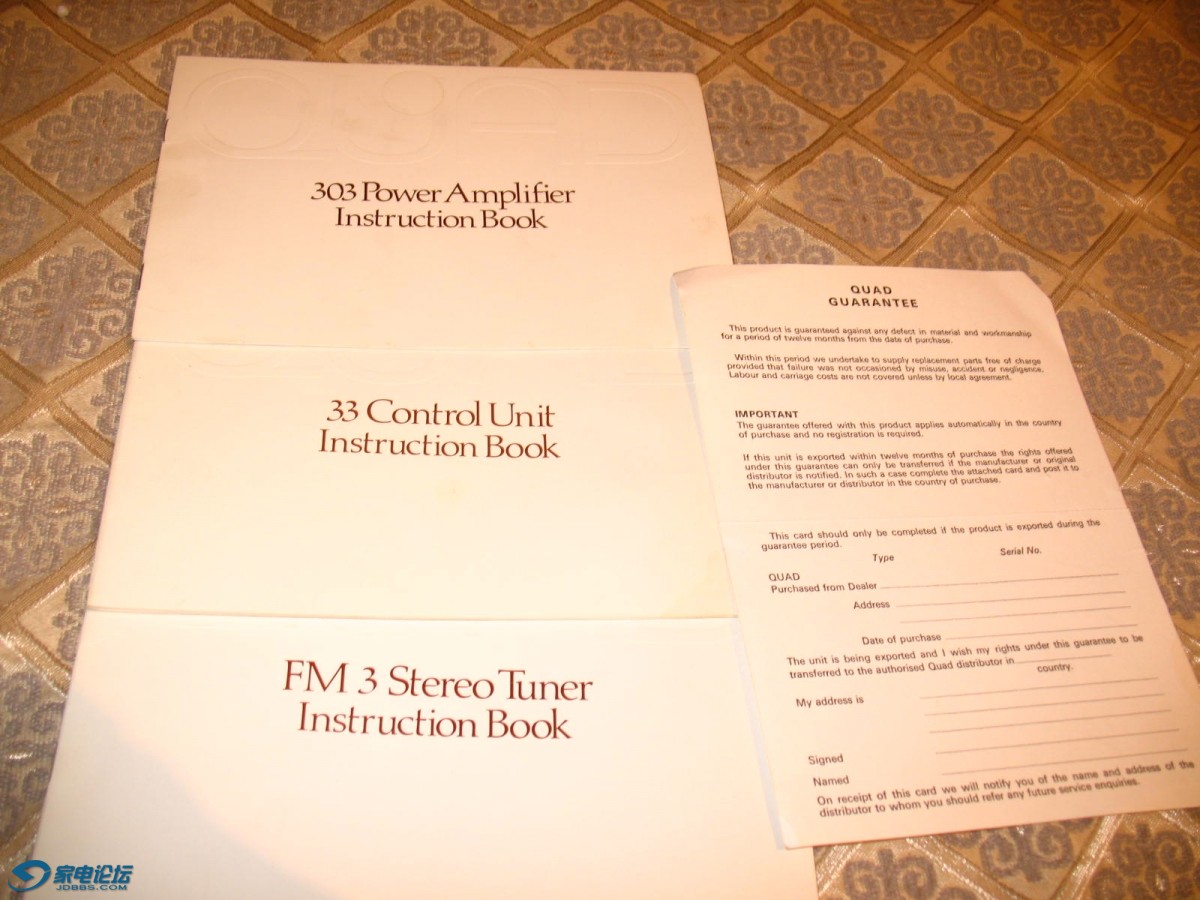 QUAD
303 Power Amplifier
Instruction Book
33 Control Unit
Instruction Book
FM 3 Stereo Tuner
Instruction Book
QUAD
GUARANTEE
This product is guaranteed against any defect in material and workmanship
for a period of twelve months from the date of purchase.
Within this period we undertake to supply replacement parts free of charge
provided that failure was not occasioned by misuse, accident or negligence.
Labour and carriage costs are not covered unless by local agreement.
IMPORTANT
The guarantee offered with this product applies automatically in the country
of purchase and no registration is required.
If this unit is exported within twelve months of purchase the rights offered
under this guarantee can only be transferred if the manufacturer or original
distributor is notified. In such a case complete the attached card and post it to
the manufacturer or distributor in the country of purchase.
This card should only be completed if the product is exported during the
guarantee period.
Type Serial No.
QUAD
Purchased from Dealer
Address
Date of purchase
The unit is being exported and I wish my rights under this guarantee to be
transferred to the authorised Quad distributor in
country.
My address is
Signed
Named
On receipt of this card we will notify you of the name and address of the
distributor to whom you should refer any future service enquiries.
家电论坛
JDBBS.COM